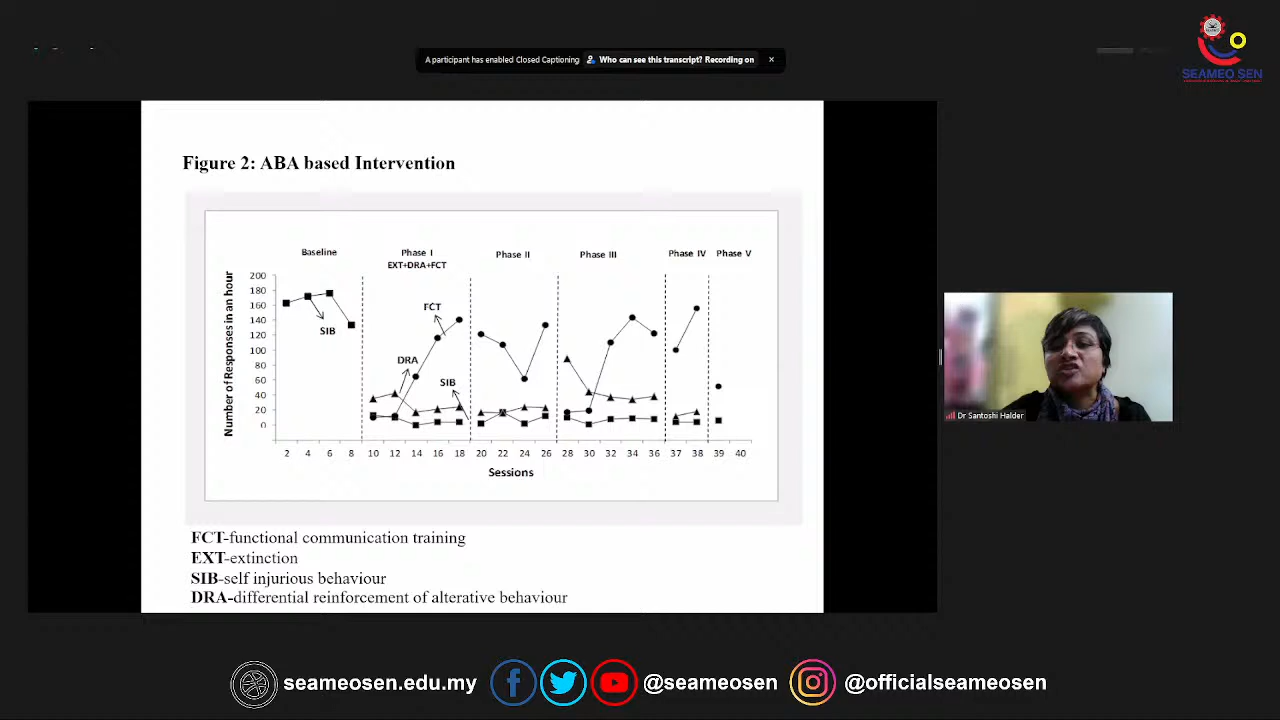 A participant has enabled Closed Captioning Who can see this transcript? Recording on ×
SEAMEO SEN
Figure 2: ABA based Intervention
Baseline
Phase I
EXT+DRA+FCT
Phase II
Phase III
Phase IV
Phase V
Number of Responses in an hour
200
180
160
140
120
100
80
60
40
20
0
SIB
DRA
FCT
SIB
2 4 6 8 10 12 14 16 18 20 22 24 26 28 30 32 34 36 37 38 39 40
Sessions
FCT-functional communication training
EXT-extinction
SIB-self injurious behaviour
DRA-differential reinforcement of alterative behaviour
Dr Santoshi Halder
seameosen.edu.my @seameosen @officialseameosen